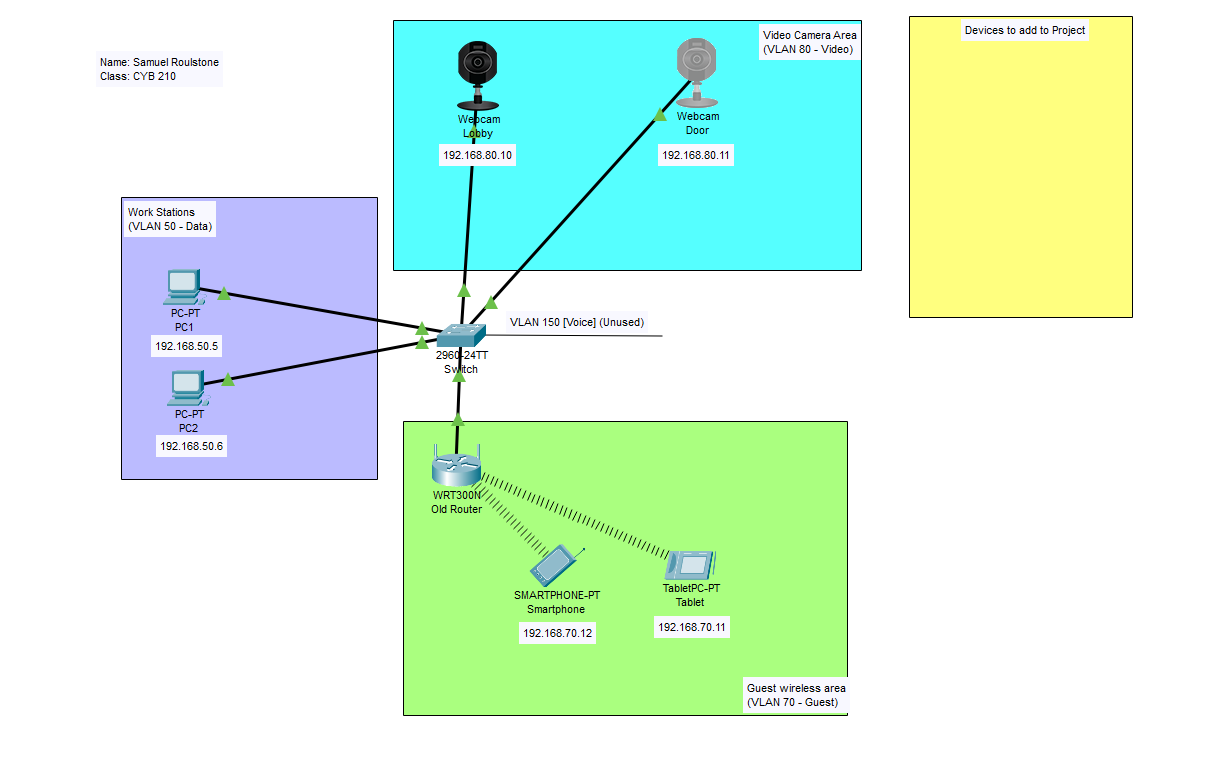 Name: Samuel Roulstone
Class: CYB 210
Video Camera Area
(VLAN 80 - Video)
Devices to add to Project
Webcam
Lobby
192.168.80.10
Webcam
Door
192.168.80.11
Work Stations
(VLAN 50 - Data)
PC-PT
PC1
192.168.50.5
PC-PT
PC2
192.168.50.6
VLAN 150 [Voice] (Unused)
2960-24TT
Switch
WRT300N
Old Router
SMARTPHONE-PT
Smartphone
192.168.70.12
TabletPC-PT
Tablet
192.168.70.11
Guest wireless area
(VLAN 70 - Guest)